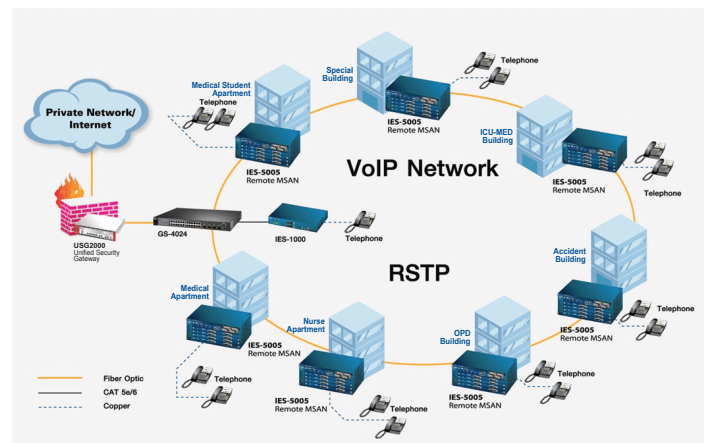 Private Network/
Internet
USG2000
Unified Security
Gateway
GS-4024
IES-1000
Telephone
Medical Student
Apartment
Telephone
IES-5005
Remote MSAN
Special
Building
Telephone
IES-5005
Remote MSAN
ICU-MED
Building
IES-5005
Remote MSAN
Telephone
VoIP Network
RSTP
Accident
Building
IES-5005
Remote MSAN
Telephone
Medical
Apartment
IES-5005
Remote MSAN
Telephone
Nurse
Apartment
IES-5005
Remote MSAN
Telephone
OPD
Building
IES-5005
Remote MSAN
Telephone
Fiber Optic
CAT 5e/6
Copper